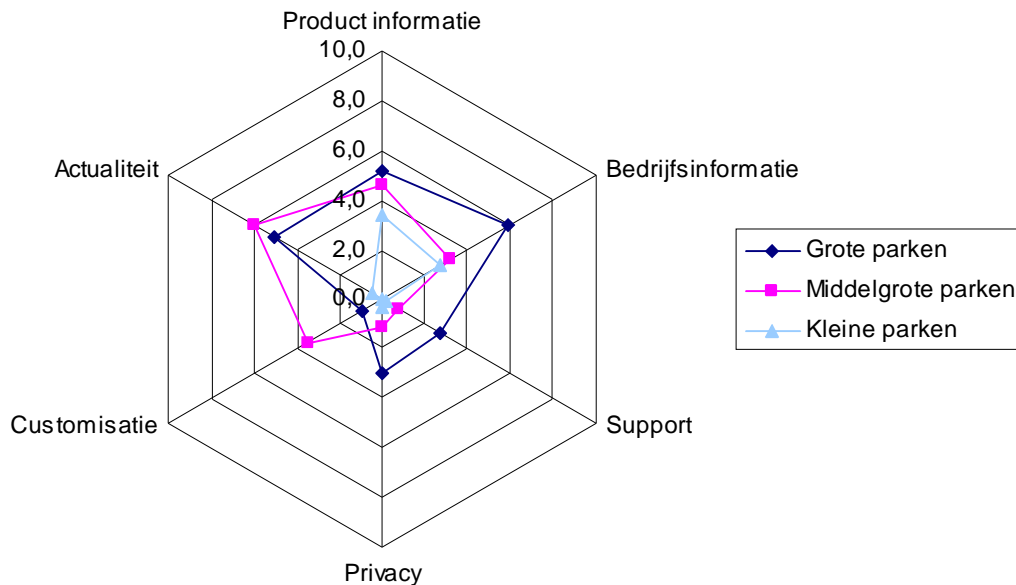 Product informatie
10,0
8,0
6,0
4,0
2,0
0,0
Actualiteit
Bedrijfsinformatie
Customisatie
Support
Privacy
Grote parken
Middelgrote parken
Kleine parken